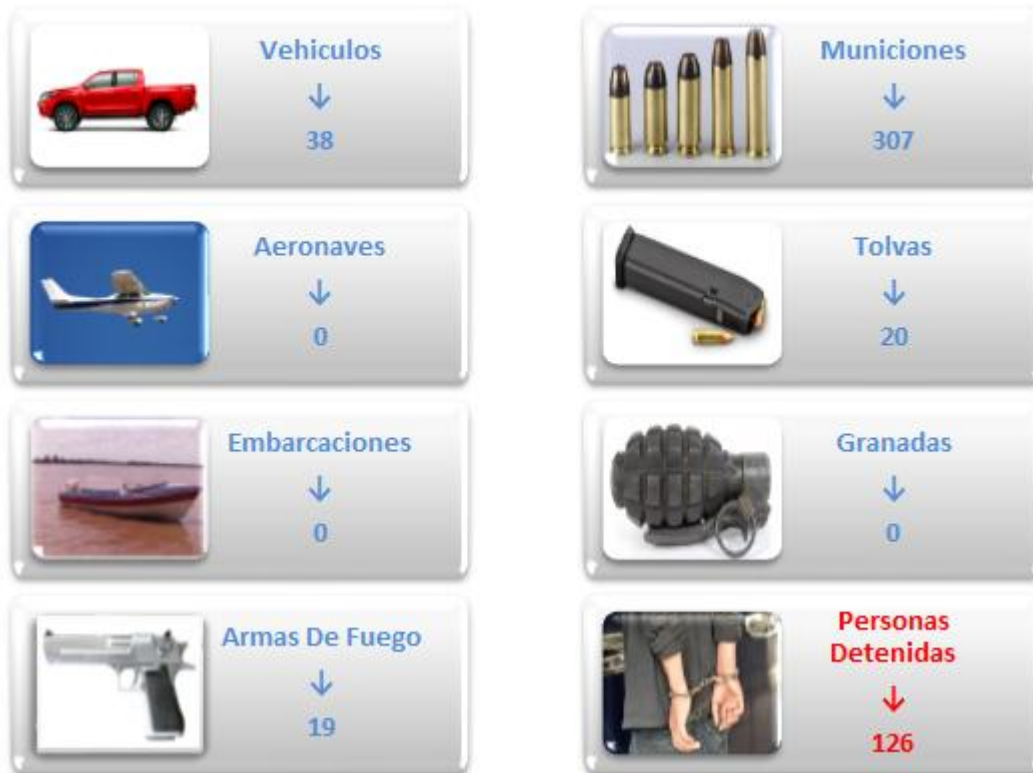 Vehiculos
↓
38
Municiones
↓
307
Aeronaves
↓
0
Tolvas
↓
20
Embarcaciones
↓
0
Granadas
↓
0
Armas De Fuego
↓
19
Personas
Detenidas
↓
126